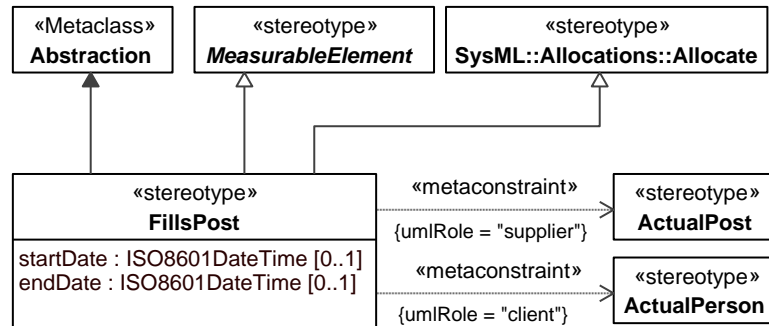 «Metaclass»
Abstraction
«stereotype»
MeasurableElement
«stereotype»
SysML::Allocations::Allocate
«stereotype»
FillsPost
startDate : ISO8601DateTime [0..1]
endDate : ISO8601DateTime [0..1]
«metaconstraint»
{umlRole = "supplier"}
«stereotype»
ActualPost
«metaconstraint»
{umlRole = "client"}
«stereotype»
ActualPerson